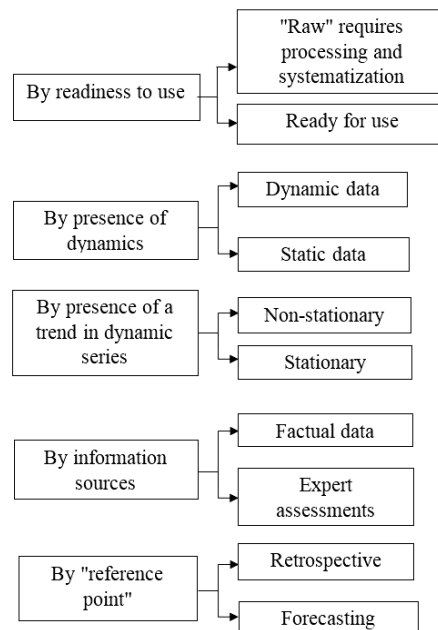 "Raw" requires
processing and
systematization
By readiness to use
Ready for use
Dynamic data
By presence of
dynamics
Static data
By presence of a
trend in dynamic
series
Non-stationary
Stationary
Factual data
By information
sources
Expert
assessments
Retrospective
By "reference
point"
Forecasting